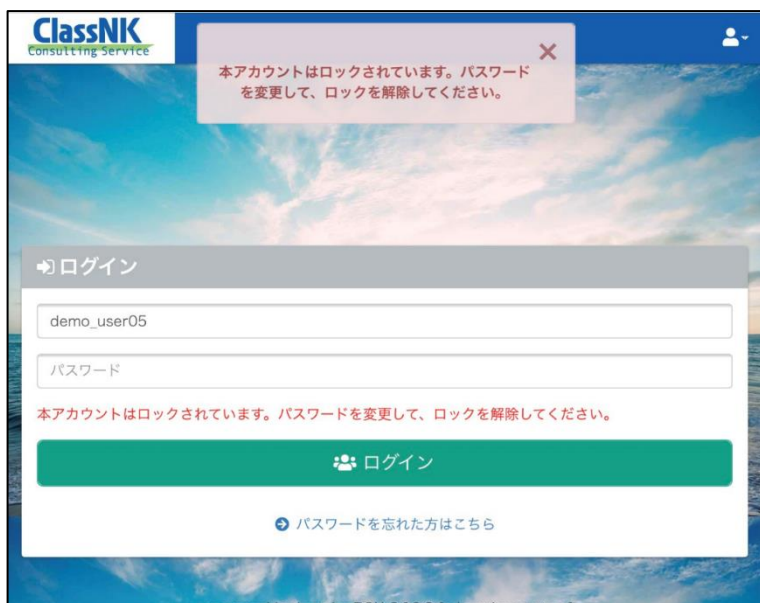 ClassNK
Consulting Service
本アカウントはロックされています。パスワード
を変更して、ロックを解除してください。
ログイン
demo_user05
パスワード
本アカウントはロックされています。パスワードを変更して、ロックを解除してください。
ログイン
パスワードを忘れた方はこちら